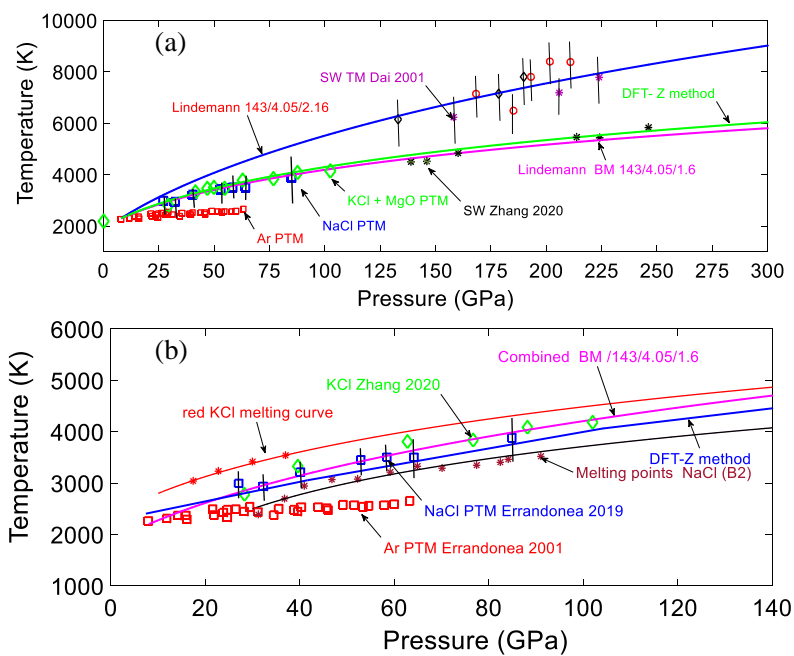 (a)
10000
8000
6000
4000
2000
Temperature (K)
SW TM Dai 2001
Lindemann 143/4.05/2.16
DFT- Z method
Lindemann BM 143/4.05/1.6
KCl + MgO PTM
SW Zhang 2020
NaCl PTM
Ar PTM
0 25 50 75 100 125 150 175 200 225 250 275 300
Pressure (GPa)
(b)
6000
5000
4000
3000
2000
1000
Temperature (K)
Combined BM /143/4.05/1.6
KCl Zhang 2020
red KCl melting curve
DFT-Z method
Melting points NaCl (B2)
NaCl PTM Errandonea 2019
Ar PTM Errandonea 2001
0 20 40 60 80 100 120 140
Pressure (GPa)